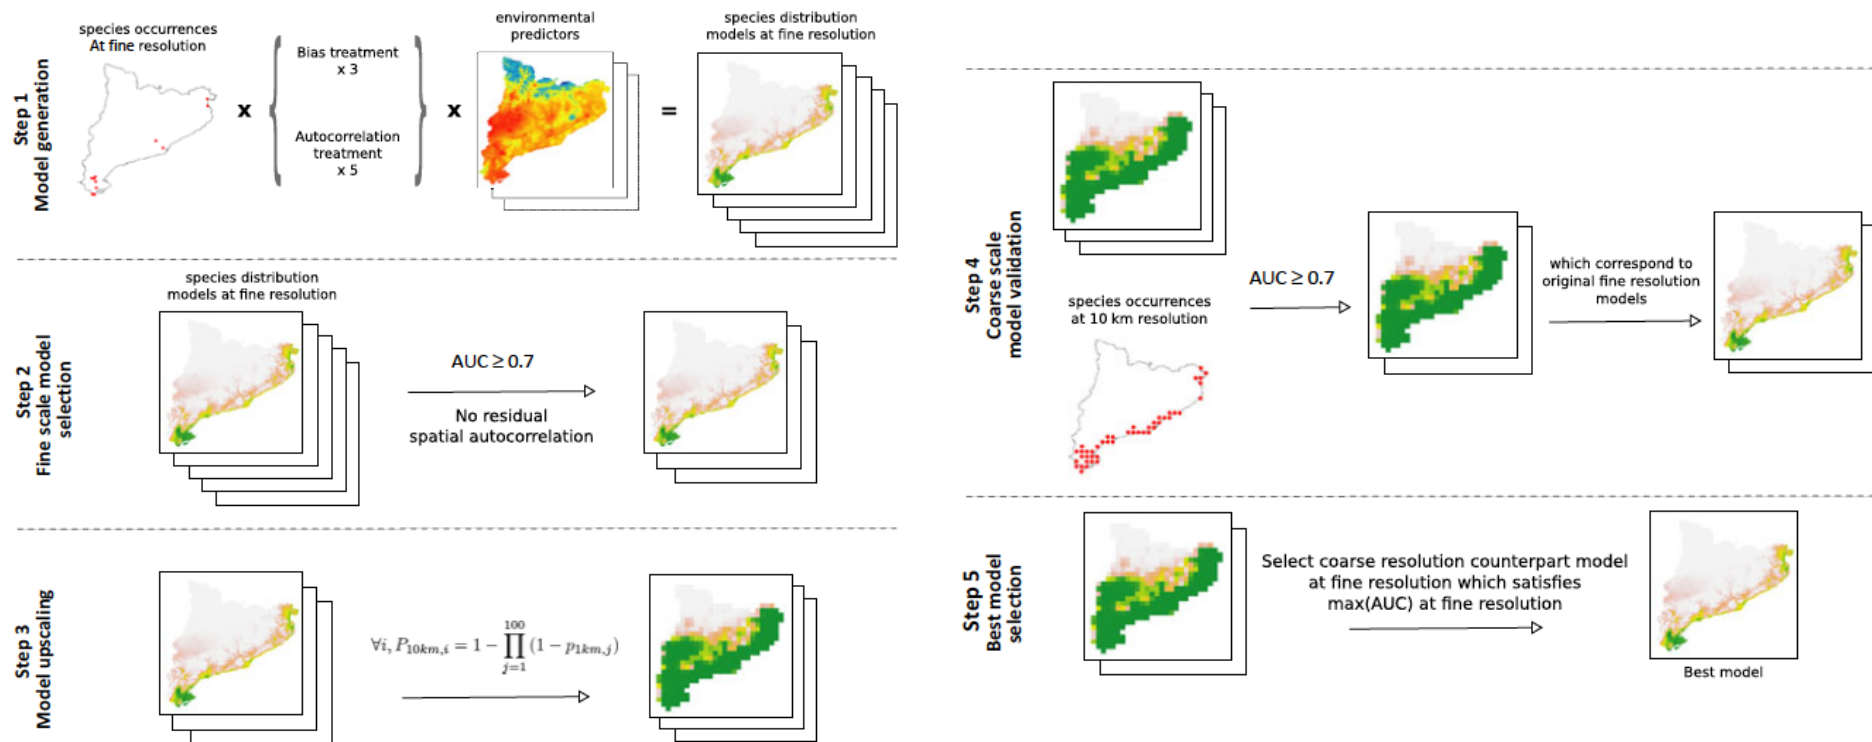 Step 1
Model generation
species occurrences
At fine resolution
x
Bias treatment
x 3
Autocorrelation
treatment
x 5
x
environmental
predictors
=
species distribution
models at fine resolution
Step 2
Fine scale model
selection
species distribution
models at fine resolution
AUC ≥ 0.7
No residual
spatial autocorrelation
Step 3
Model upscaling
∀i, P_{10km,i} = 1 − ∏_{j=1}^{100} (1 − p_{1km,j})
Step 4
Coarse scale
model validation
species occurrences
at 10 km resolution
AUC ≥ 0.7
which correspond to
original fine resolution
models
Step 5
Best model
selection
Select coarse resolution counterpart model
at fine resolution which satisfies
max(AUC) at fine resolution
Best model